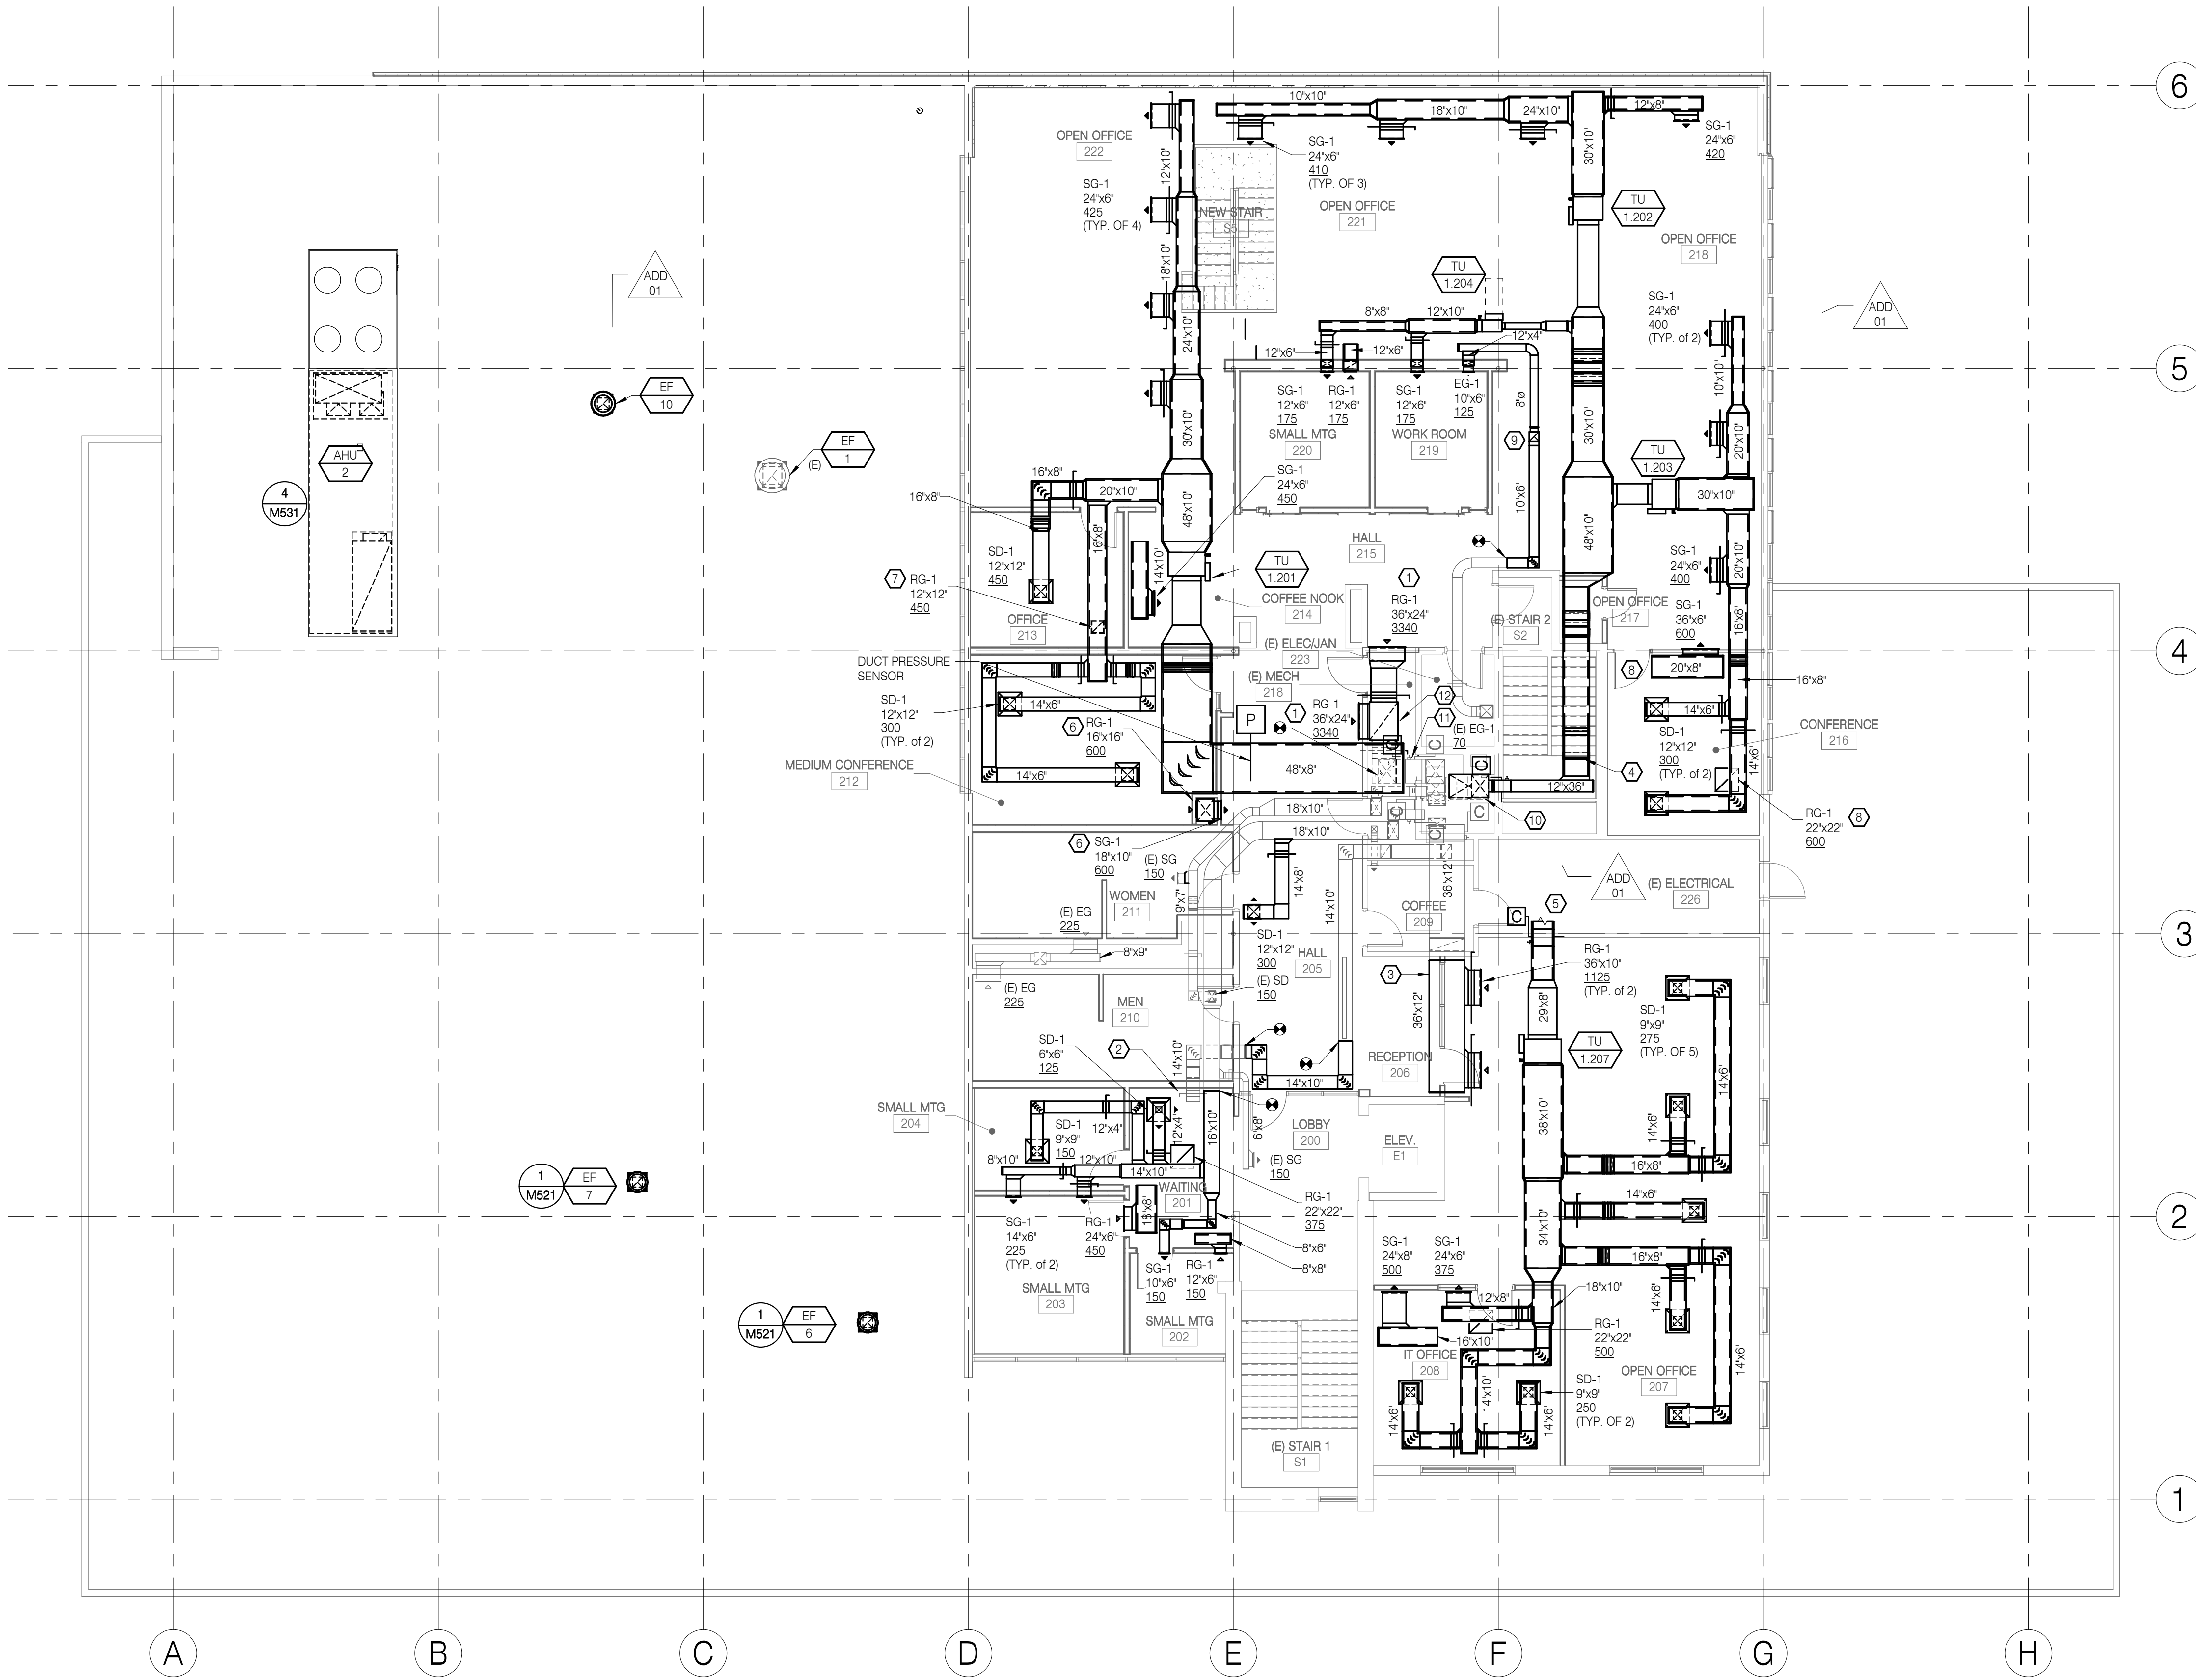 6
10"x10"
18"x10"
24"x10"
12"x8"
30"x10"
SG-1
24"x6"
420
OPEN OFFICE
222
12"x10"
SG-1
24"x6"
410
(TYP. OF 3)
SG-1
24"x6"
425
(TYP. OF 4)
NEW STAIR
S5
OPEN OFFICE
221
TU
1.202
OPEN OFFICE
218
ADD
01
18"x10"
TU
1.204
SG-1
24"x6"
400
(TYP. of 2)
ADD
01
24"x10"
8"x8"
12"x10"
12"x4"
12"x6"
12"x6"
5
10"x10"
EF
10
SG-1
12"x6"
175
RG-1
12"x6"
175
SG-1
12"x6"
175
EG-1
10"x6"
125
8"ø
SMALL MTG
220
WORK ROOM
219
9
30"x10"
30"x10"
20"x10"
EF
1
(E)
AHU
2
TU
1.203
16"x8"
20"x10"
SG-1
24"x6"
450
10"x6"
30"x10"
4
M531
16"x8"
48"x10"
48"x10"
16"x8"
HALL
215
20"x10"
SD-1
12"x12"
450
14"x10"
SG-1
24"x6"
400
7
RG-1
12"x12"
450
TU
1.201
1
RG-1
36"x24"
3340
COFFEE NOOK
214
OPEN OFFICE
217
SG-1
36"x6"
600
OFFICE
213
(E) STAIR 2
S2
16"x8"
(E) ELEC/JAN
223
4
DUCT PRESSURE
SENSOR
(E) MECH
218
8
20"x8"
16"x8"
SD-1
12"x12"
300
(TYP. of 2)
14"x6"
6
RG-1
16"x16"
600
P
1
RG-1
36"x24"
3340
12
11
(E) EG-1
70
C
C
14"x6"
SD-1
12"x12"
300
(TYP. of 2)
CONFERENCE
216
MEDIUM CONFERENCE
212
14"x6"
48"x8"
C
12"x36"
4
14"x6"
18"x10"
C
C
10
RG-1
22"x22"
600
8
18"x10"
C
6
SG-1
18"x10"
600
(E) SG
150
14"x8"
36"x12"
ADD
01
(E) ELECTRICAL
226
9"x7"
WOMEN
211
14"x10"
COFFEE
209
C
5
(E) EG
225
3
8"x9"
SD-1
12"x12"
300
HALL
205
3
RG-1
36"x10"
1125
(TYP. of 2)
(E) EG
225
(E) SD
150
MEN
210
36"x12"
29"x8"
SD-1
9"x9"
275
(TYP. OF 5)
SD-1
6"x6"
125
2
14"x10"
TU
1.207
RECEPTION
206
14"x10"
14"x6"
SMALL MTG
204
12"x4"
12"x4"
16"x10"
6"x8"
LOBBY
200
38"x10"
14"x6"
SD-1
9"x9"
150
ELEV.
E1
8"x10"
12"x10"
14"x10"
(E) SG
150
16"x8"
1
M521
EF
7
WAITING
201
18"x8"
RG-1
22"x22"
375
14"x6"
SG-1
14"x6"
225
(TYP. of 2)
RG-1
24"x6"
450
2
34"x10"
8"x6"
SG-1
24"x8"
500
SG-1
24"x6"
375
16"x8"
8"x8"
SG-1
10"x6"
150
RG-1
12"x6"
150
SMALL MTG
203
18"x10"
12"x8"
14"x6"
1
M521
EF
6
SMALL MTG
202
16"x10"
RG-1
22"x22"
500
IT OFFICE
208
OPEN OFFICE
207
14"x6"
SD-1
9"x9"
250
(TYP. OF 2)
14"x10"
14"x6"
14"x6"
(E) STAIR 1
S1
1
A
B
C
D
E
F
G
H